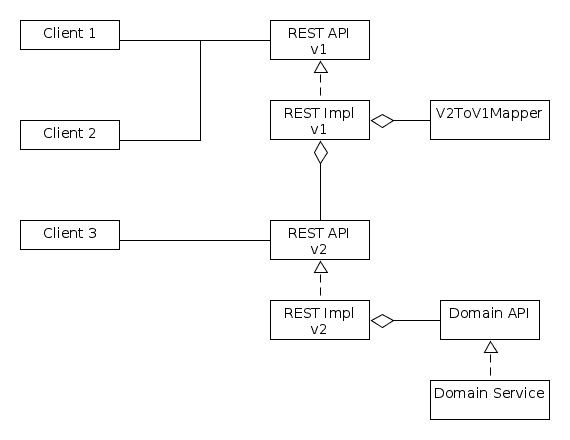 Client 1
REST API
v1
REST Impl
v1
V2ToV1Mapper
Client 2
Client 3
REST API
v2
REST Impl
v2
Domain API
Domain Service